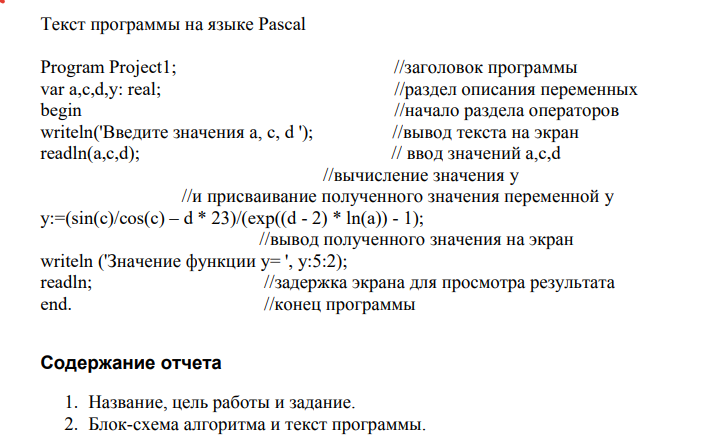 Текст программы на языке Pascal
Program Project1; //заголовок программы
var a,c,d,y: real; //раздел описания переменных
begin //начало раздела операторов
writeln('Введите значения a, c, d '); //вывод текста на экран
readln(a,c,d); // ввод значений a,c,d
//вычисление значения y
//и присваивание полученного значения переменной y
y:=(sin(c)/cos(c) – d * 23)/(exp((d - 2) * ln(a)) - 1);
//вывод полученного значения на экран
writeln ('Значение функции y= ', y:5:2);
readln; //задержка экрана для просмотра результата
end. //конец программы
Содержание отчета
1. Название, цель работы и задание.
2. Блок-схема алгоритма и текст программы.